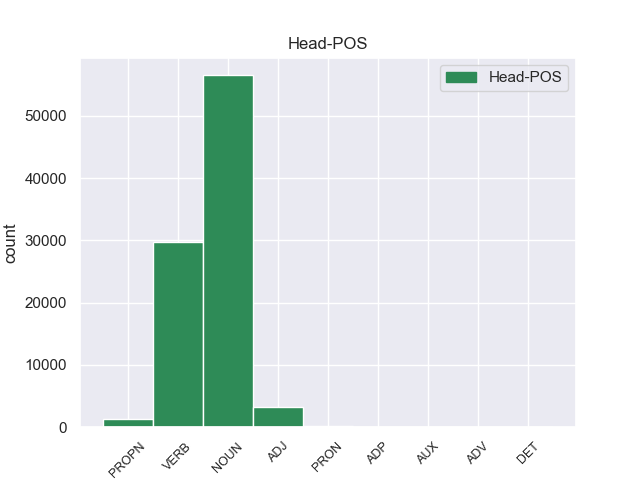 Head-POS
Head-POS
count
50000
40000
30000
20000
10000
0
PROPN
VERB
NOUN
ADJ
PRON
ADP
AUX
ADV
DET